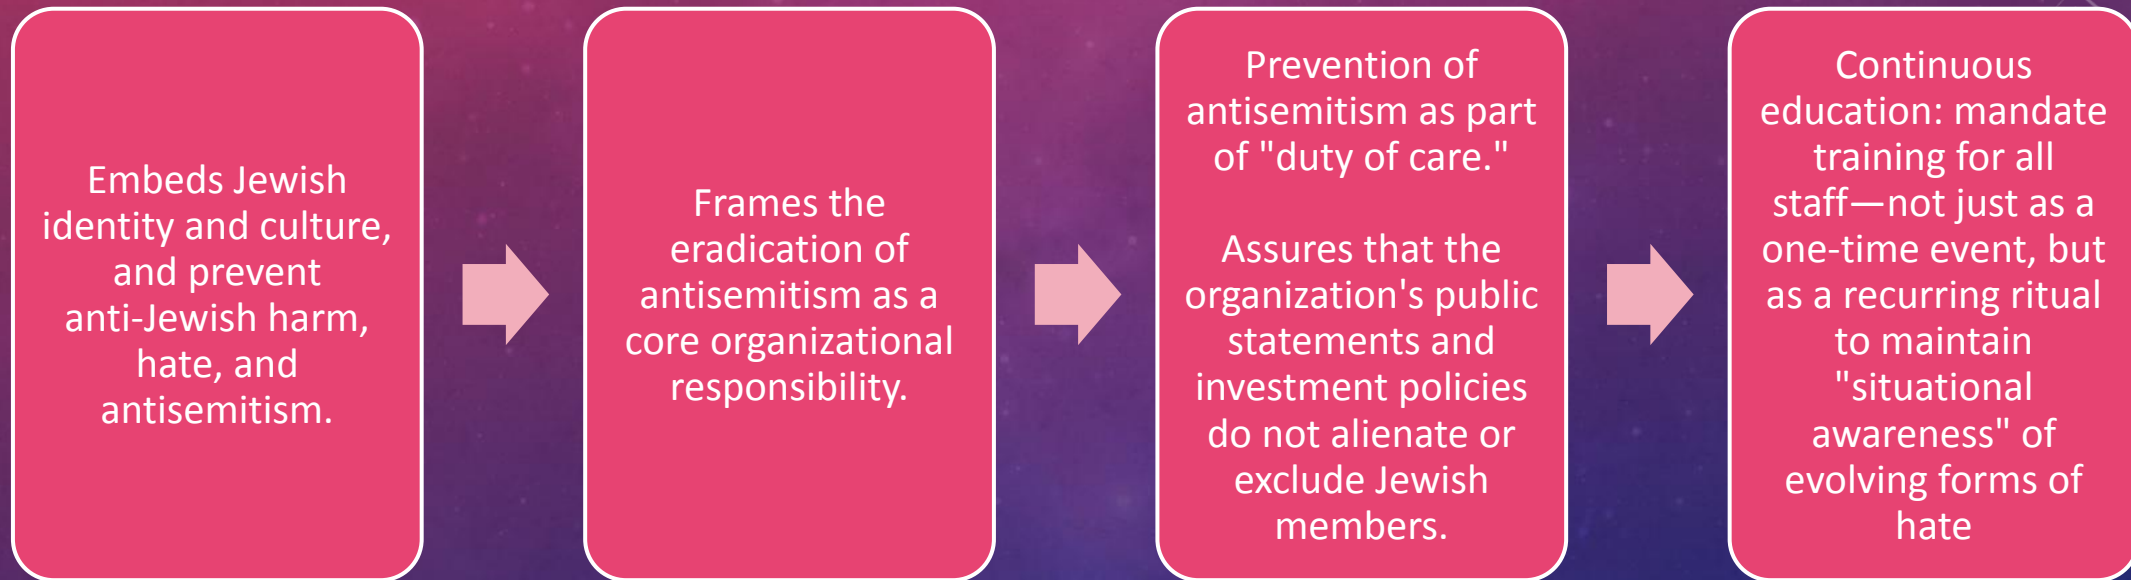 Embeds Jewish
identity and culture,
and prevent
anti-Jewish harm,
hate, and
antisemitism.
Frames the
eradication of
antisemitism as a
core organizational
responsibility.
Prevention of
antisemitism as part
of "duty of care."
Assures that the
organization's public
statements and
investment policies
do not alienate or
exclude Jewish
members.
Continuous
education: mandate
training for all
staff—not just as a
one-time event, but
as a recurring ritual
to maintain
"situational
awareness" of
evolving forms of
hate